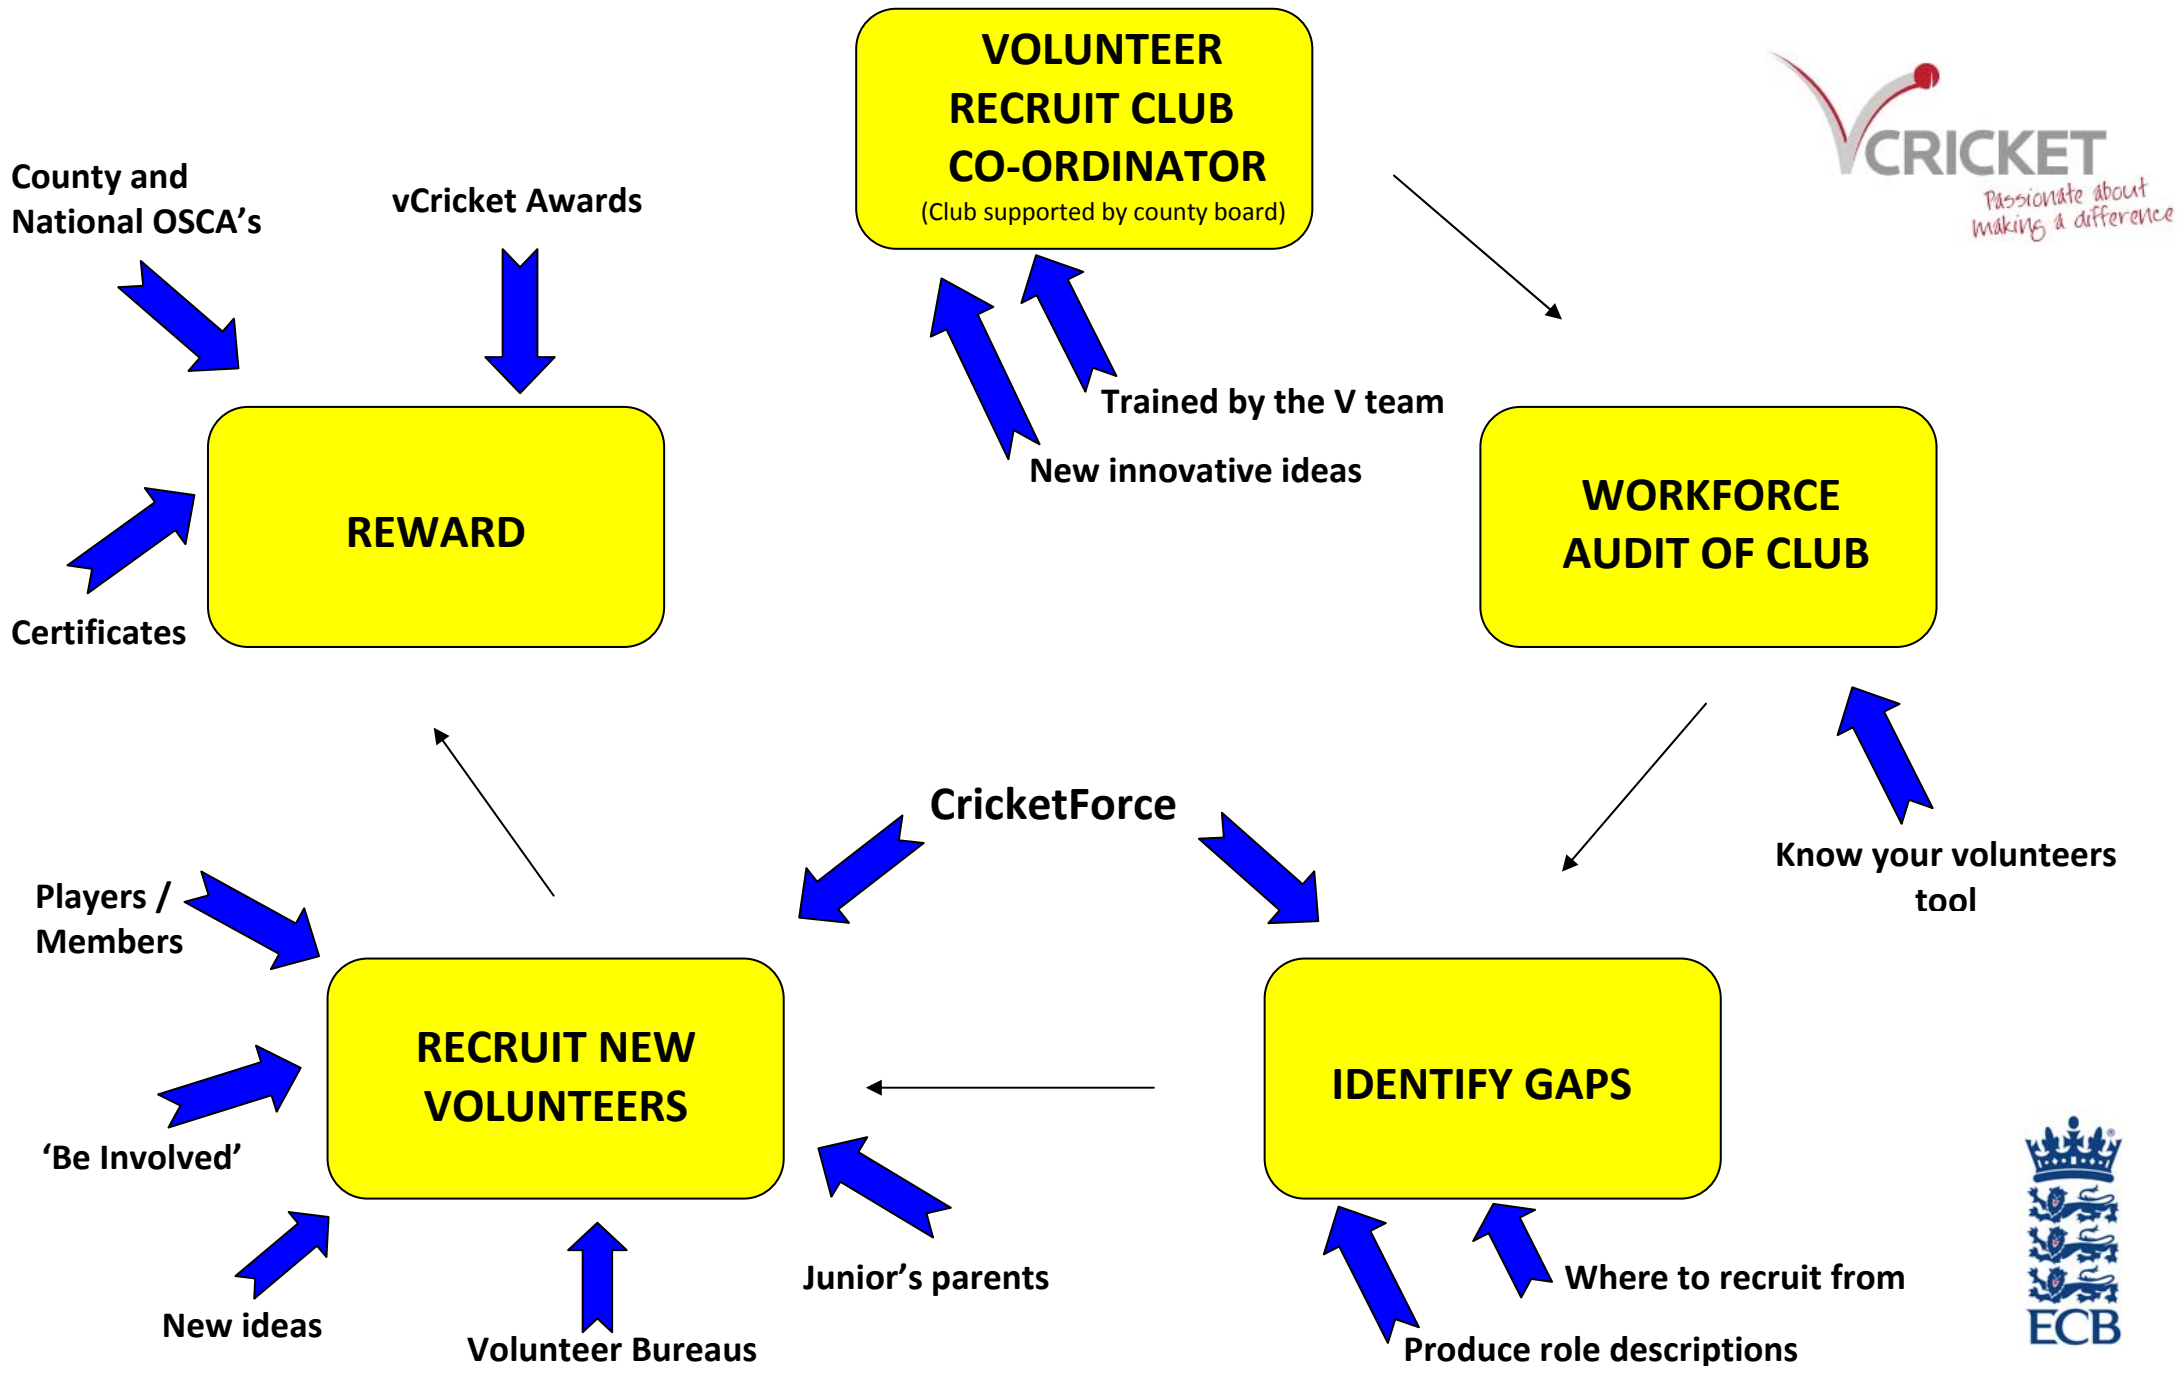 VOLUNTEER
RECRUIT CLUB
CO-ORDINATOR
(Club supported by county board)
VCRICKET
Passionate about
making a difference
County and
National OSCA’s
vCricket Awards
Trained by the V team
New innovative ideas
REWARD
WORKFORCE
AUDIT OF CLUB
Certificates
CricketForce
Know your volunteers
tool
Players /
Members
RECRUIT NEW
VOLUNTEERS
IDENTIFY GAPS
‘Be Involved’
Junior’s parents
Where to recruit from
New ideas
Volunteer Bureaus
Produce role descriptions
®
ECB